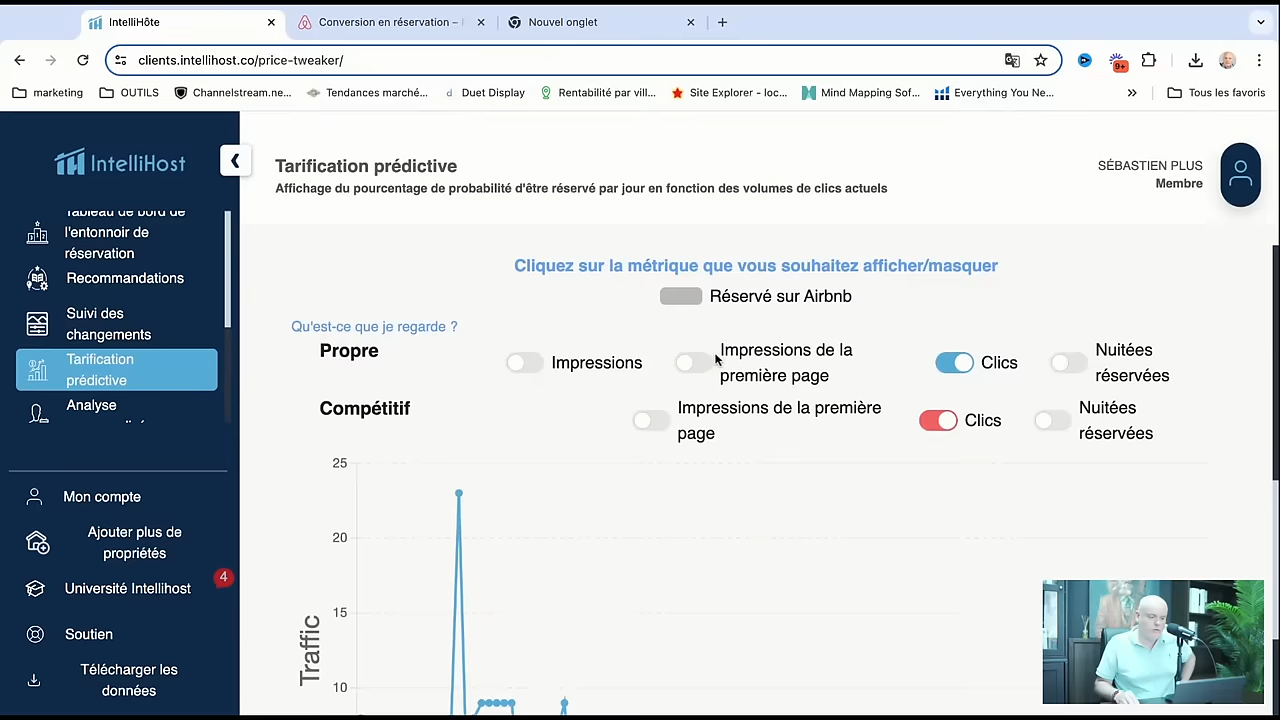 IntelliHôte
Conversion en réservation –
Nouvel onglet
clients.intellihost.co/price-tweaker/
9+
marketing
OUTILS
Channelstream.ne...
Tendances marché...
Duet Display
Rentabilité par vill...
Site Explorer - loc...
Mind Mapping Sof...
Everything You Ne...
Tous les favoris
IntelliHost
Tableau de bord de
l'entonnoir de
réservation
Recommandations
Suivi des
changements
Tarification
prédictive
Analyse
Mon compte
Ajouter plus de
propriétés
Université Intellihost
4
Soutien
Télécharger les
données
Tarification prédictive
Affichage du pourcentage de probabilité d'être réservé par jour en fonction des volumes de clics actuels
SÉBASTIEN PLUS
Membre
Cliquez sur la métrique que vous souhaitez afficher/masquer
Réservé sur Airbnb
Qu'est-ce que je regarde ?
Propre
Impressions
Impressions de la
première page
Clics
Nuitées
réservées
Compétitif
Impressions de la première
page
Clics
Nuitées
réservées
25
20
15
10
Traffic